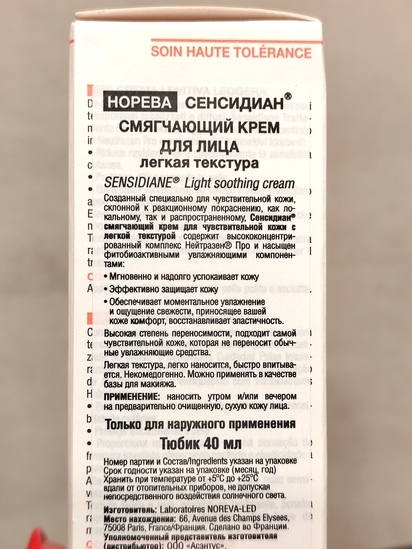 SOIN HAUTE TOLÉRANCE
НОРЕВА СЕНСИДИАН®
СМЯГЧАЮЩИЙ КРЕМ
ДЛЯ ЛИЦА
легкая текстура
SENSIDIANE® Light soothing cream
Созданный специально для чувствительной кожи,
склонной к реакционному покраснению, как ло-
кальному, так и распространенному, Сенсидиан®
смягчающий крем для чувствительной кожи с
легкой текстурой содержит высококонцентри-
рованный комплекс Нейтразен® Про и насыщен
фитобиоактивными увлажняющими компонен-
тами:
• Мгновенно и надолго успокаивает кожу
• Эффективно защищает кожу
• Обеспечивает моментальное увлажнение
и ощущение свежести, приносящее вашей
коже комфорт, восстанавливает эластичность.
Высокая степень переносимости, подходит самой
чувствительной коже, которая не переносит обыч-
ные увлажняющие средства.
Легкая текстура, легко наносится, быстро впитыва-
ется. Некомедогенно. Можно применять в качестве
базы для макияжа.
ПРИМЕНЕНИЕ: наносить утром и/или вечером
на предварительно очищенную, сухую кожу лица.
Только для наружного применения
Тюбик 40 мл
Номер партии и Состав/Ingredients указан на упаковке
Срок годности указан на упаковке (месяц, год)
Хранить при температуре от +5°C до +25°C
вдали от отопительных приборов, не допуская
непосредственного воздействия солнечного света.
Изготовитель: Laboratoires NOREVA-LED
Место нахождения: 66, Avenue des Champs Elysees,
75008 Paris, France/Франция. Сделано во Франции.
Уполномоченный представитель изготовителя
(дистрибьютор): ООО «Асэнтус».